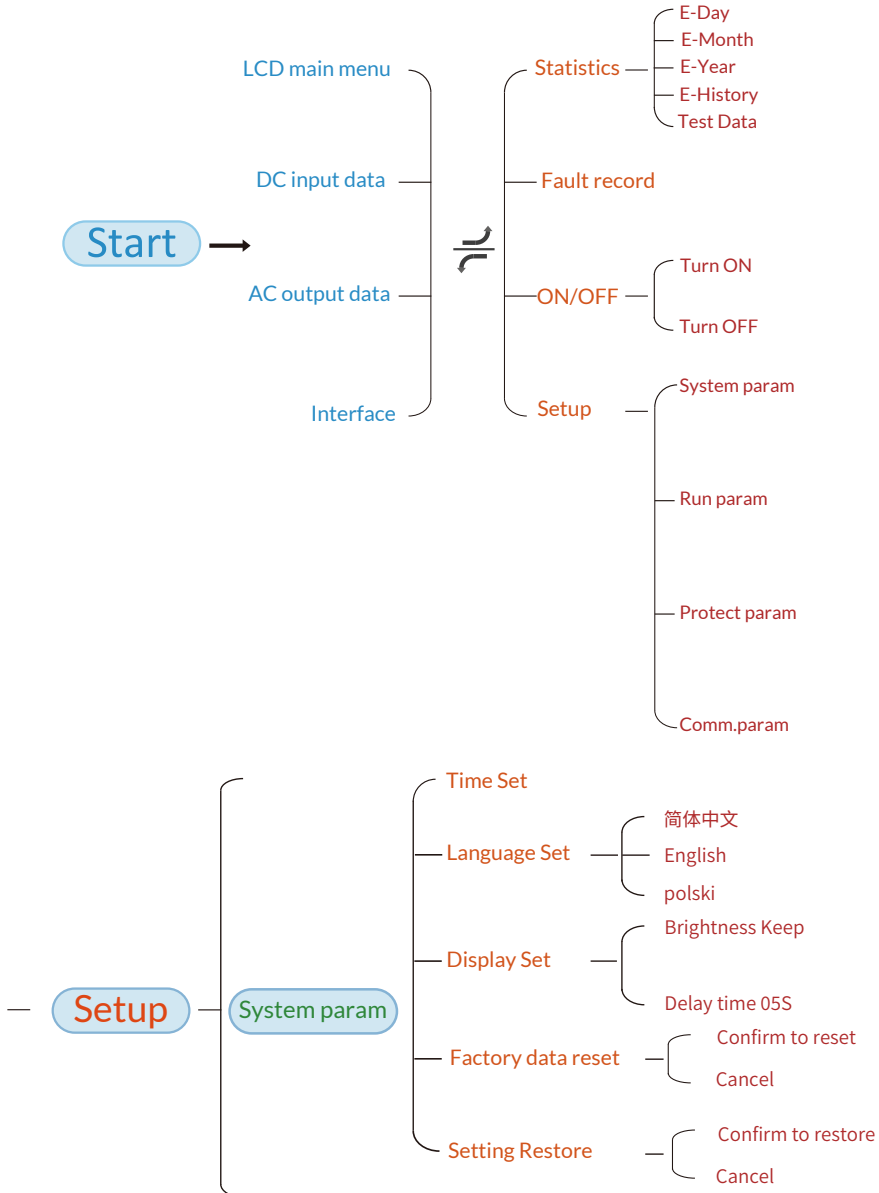 Start
LCD main menu
DC input data
AC output data
Interface
Statistics
E-Day
E-Month
E-Year
E-History
Test Data
Fault record
ON/OFF
Turn ON
Turn OFF
Setup
System param
Run param
Protect param
Comm.param
Setup
System param
Time Set
Language Set
简体中文
English
polski
Display Set
Brightness Keep
Delay time 05S
Factory data reset
Confirm to reset
Cancel
Setting Restore
Confirm to restore
Cancel